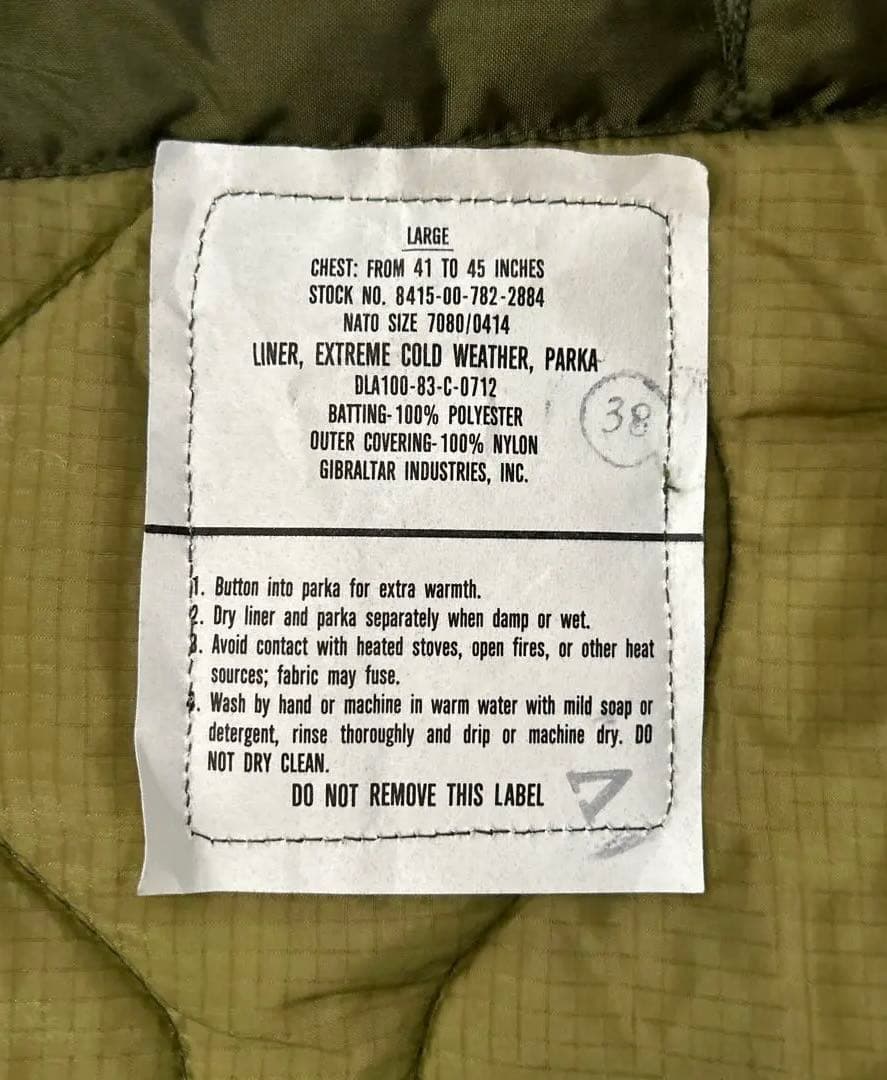 LARGE
CHEST: FROM 41 TO 45 INCHES
STOCK NO. 8415-00-782-2884
NATO SIZE 7080/0414
LINER, EXTREME COLD WEATHER, PARKA
DLA100-83-C-0712
BATTING-100% POLYESTER
38
OUTER COVERING-100% NYLON
GIBRALTAR INDUSTRIES, INC.
1. Button into parka for extra warmth.
2. Dry liner and parka separately when damp or wet.
3. Avoid contact with heated stoves, open fires, or other heat
sources; fabric may fuse.
4. Wash by hand or machine in warm water with mild soap or
detergent, rinse thoroughly and drip or machine dry. DO
NOT DRY CLEAN.
DO NOT REMOVE THIS LABEL